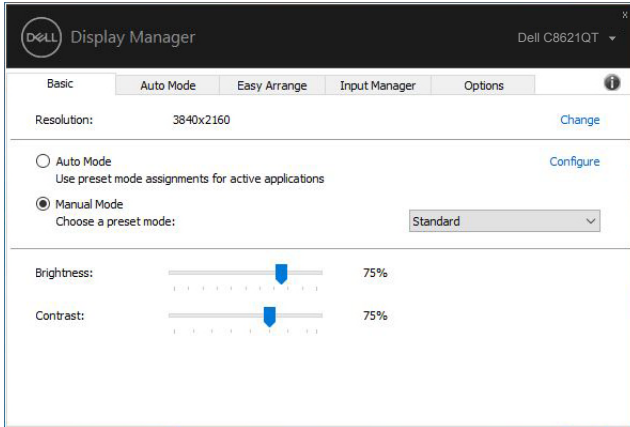 x
DELL Display Manager
Dell C8621QT
Basic Auto Mode Easy Arrange Input Manager Options i
Resolution: 3840x2160 Change
Auto Mode Configure
Use preset mode assignments for active applications
Manual Mode
Choose a preset mode: Standard
Brightness: 75%
Contrast: 75%